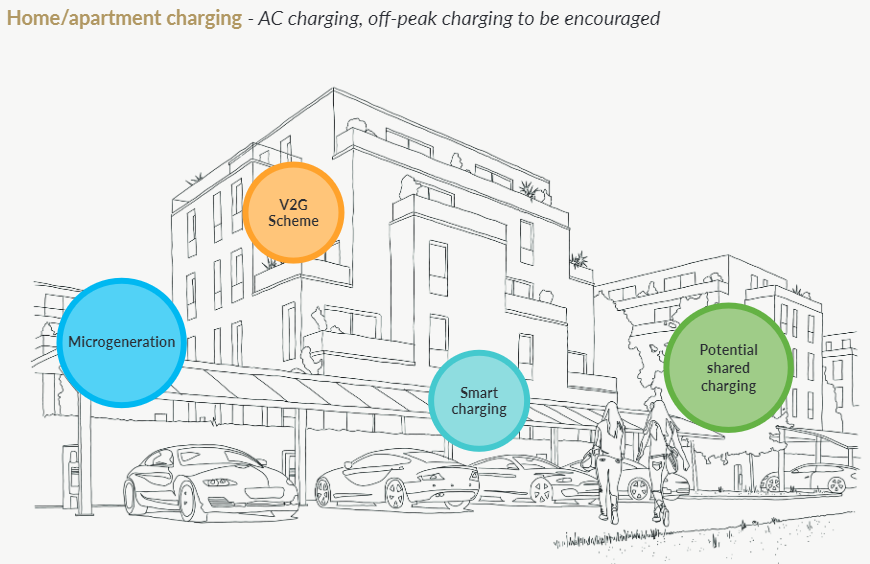 Home/apartment charging - AC charging, off-peak charging to be encouraged
V2G
Scheme
Microgeneration
Smart
charging
Potential
shared
charging